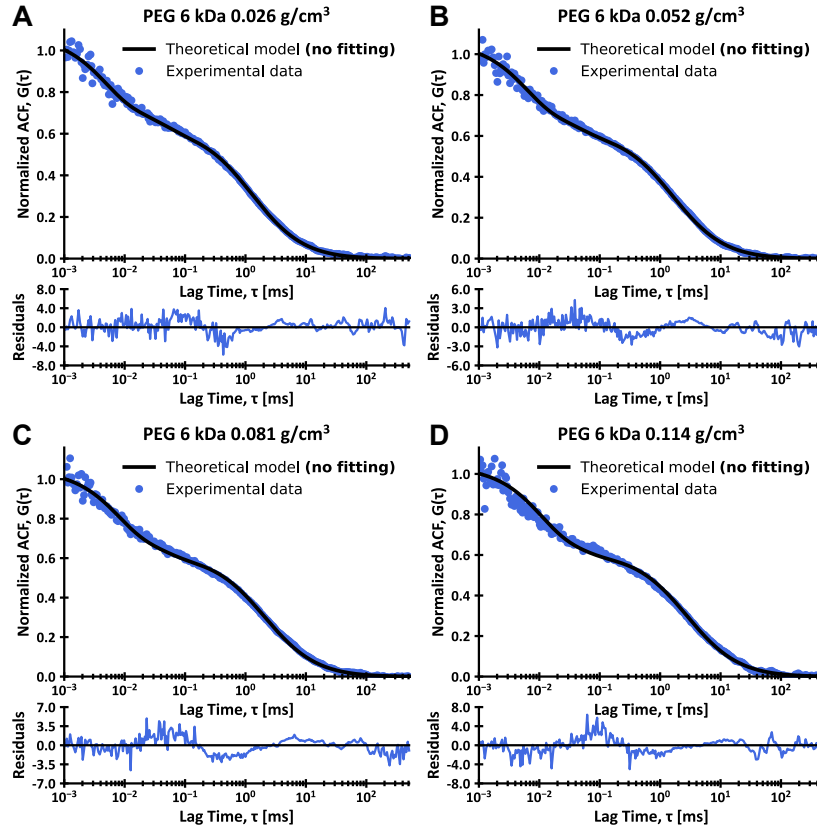 A
PEG 6 kDa 0.026 g/cm³
Theoretical model (no fitting)
Experimental data
Normalized ACF, G(τ)
1.0
0.8
0.6
0.4
0.2
0.0
10⁻³ 10⁻² 10⁻¹ 10⁰ 10¹ 10²
Lag Time, τ [ms]
Residuals
8.0
4.0
0.0
-4.0
-8.0
10⁻³ 10⁻² 10⁻¹ 10⁰ 10¹ 10²
Lag Time, τ [ms]
B
PEG 6 kDa 0.052 g/cm³
Theoretical model (no fitting)
Experimental data
Normalized ACF, G(τ)
1.0
0.8
0.6
0.4
0.2
0.0
10⁻³ 10⁻² 10⁻¹ 10⁰ 10¹ 10²
Lag Time, τ [ms]
Residuals
6.0
3.0
0.0
-3.0
-6.0
10⁻³ 10⁻² 10⁻¹ 10⁰ 10¹ 10²
Lag Time, τ [ms]
C
PEG 6 kDa 0.081 g/cm³
Theoretical model (no fitting)
Experimental data
Normalized ACF, G(τ)
1.0
0.8
0.6
0.4
0.2
0.0
10⁻³ 10⁻² 10⁻¹ 10⁰ 10¹ 10²
Lag Time, τ [ms]
Residuals
7.0
3.5
0.0
-3.5
-7.0
10⁻³ 10⁻² 10⁻¹ 10⁰ 10¹ 10²
Lag Time, τ [ms]
D
PEG 6 kDa 0.114 g/cm³
Theoretical model (no fitting)
Experimental data
Normalized ACF, G(τ)
1.0
0.8
0.6
0.4
0.2
0.0
10⁻³ 10⁻² 10⁻¹ 10⁰ 10¹ 10²
Lag Time, τ [ms]
Residuals
8.0
4.0
0.0
-4.0
-8.0
10⁻³ 10⁻² 10⁻¹ 10⁰ 10¹ 10²
Lag Time, τ [ms]